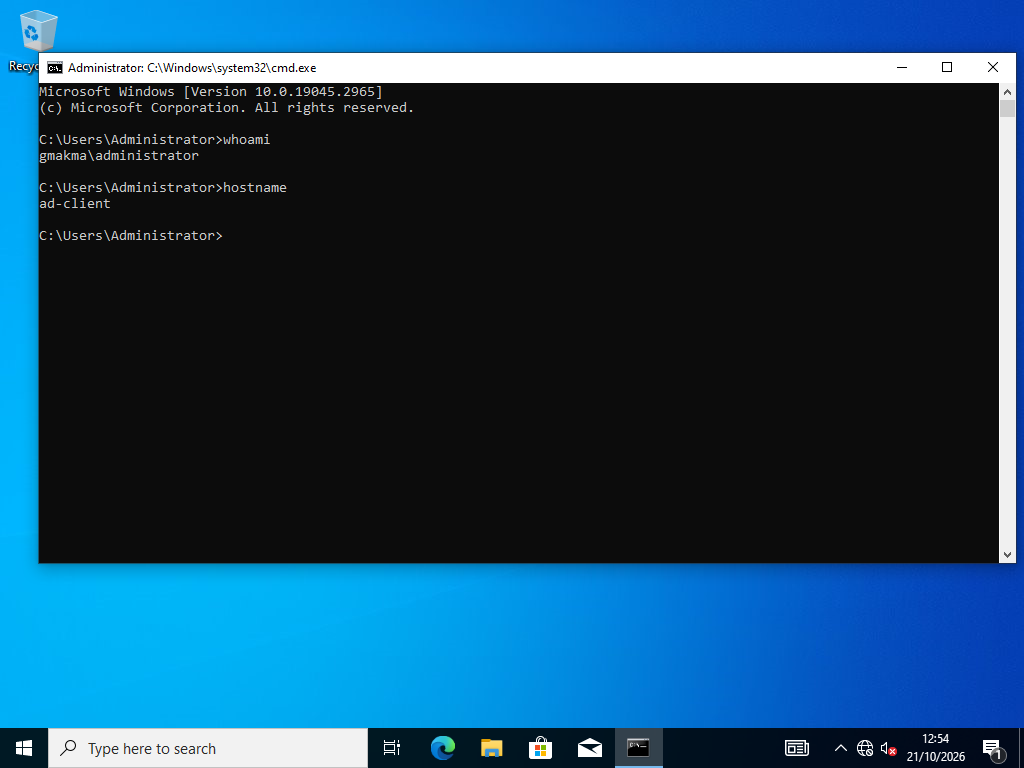 Recyc
Administrator: C:\Windows\system32\cmd.exe
Microsoft Windows [Version 10.0.19045.2965]
(c) Microsoft Corporation. All rights reserved.
C:\Users\Administrator>whoami
gmakma\administrator
C:\Users\Administrator>hostname
ad-client
C:\Users\Administrator>
Type here to search
12:54
21/10/2026
1